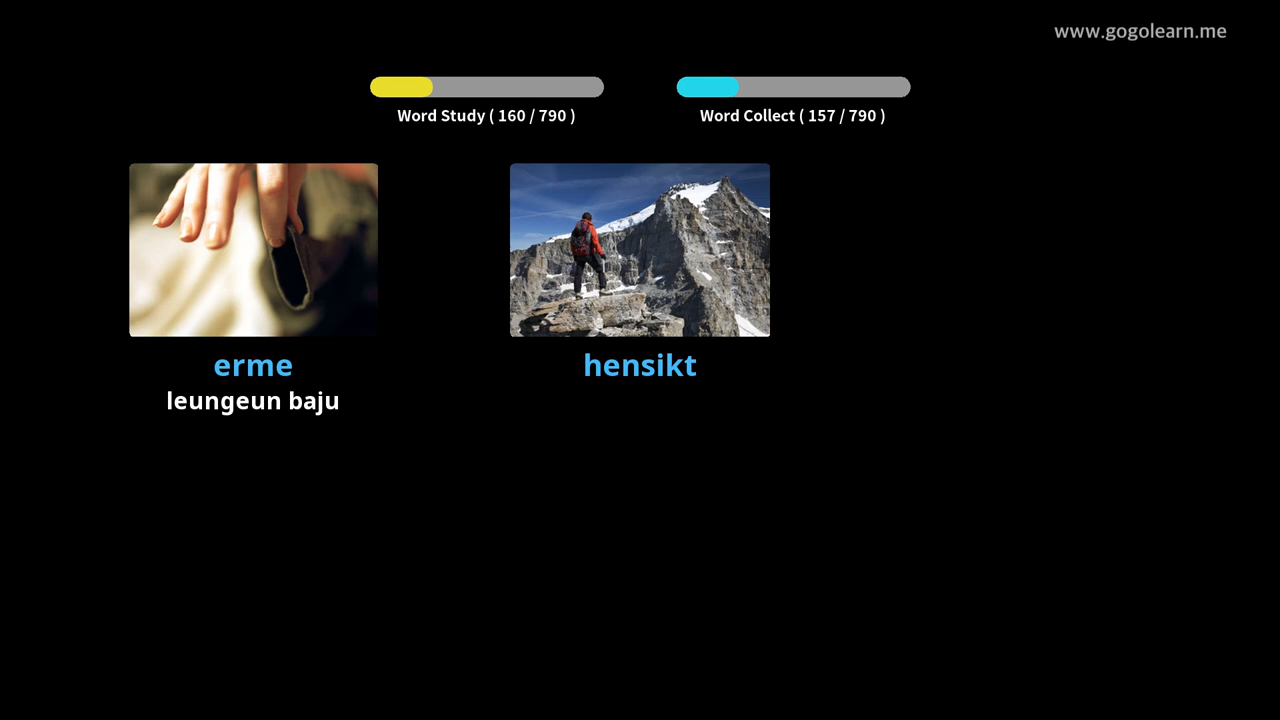 www.gogolearn.me
Word Study ( 160 / 790 )
Word Collect ( 157 / 790 )
erme
leungeun baju
hensikt